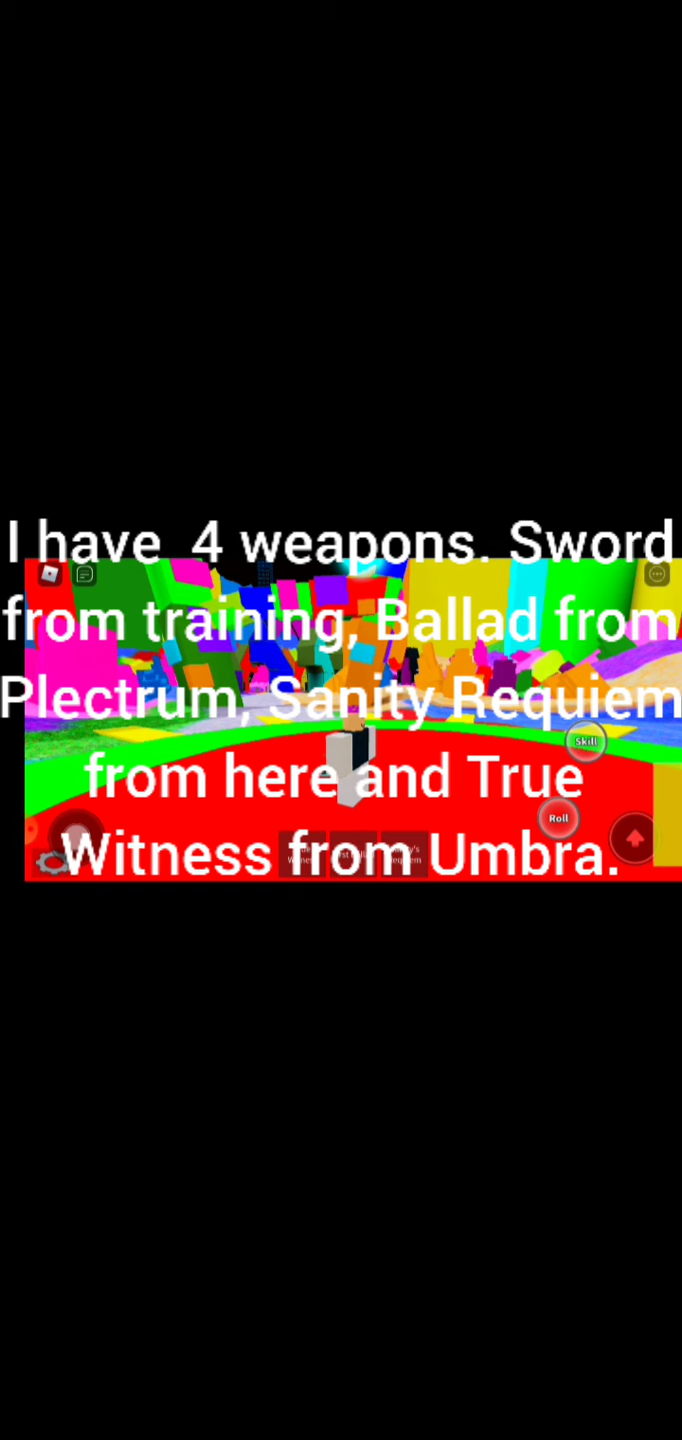 I have  4 weapons. Sword
from training, Ballad from
Plectrum, Sanity Requiem
from here and True
Witness from Umbra.
Skill
Roll